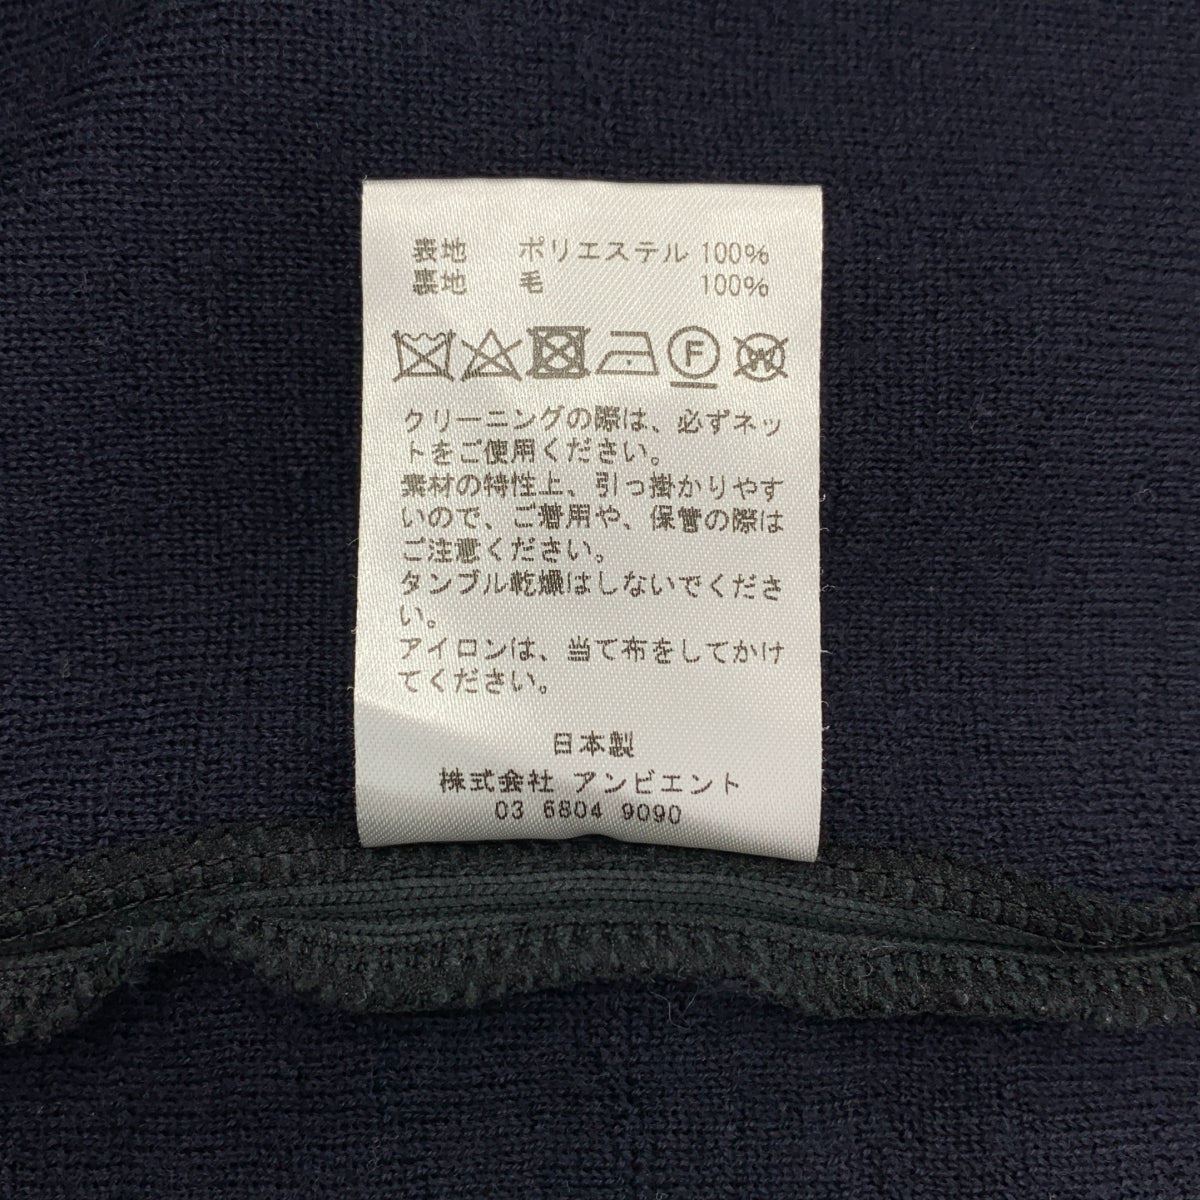 表地 ポリエステル 100%
裏地 毛 100%
F W
クリーニングの際は、必ずネッ
トをご使用ください。
素材の特性上、引っ掛かりやす
いので、ご着用や、保管の際は
ご注意ください。
タンブル乾燥はしないでくださ
い。
アイロンは、当て布をしてかけ
てください。
日本製
株式会社 アンビエント
03 6804 9090